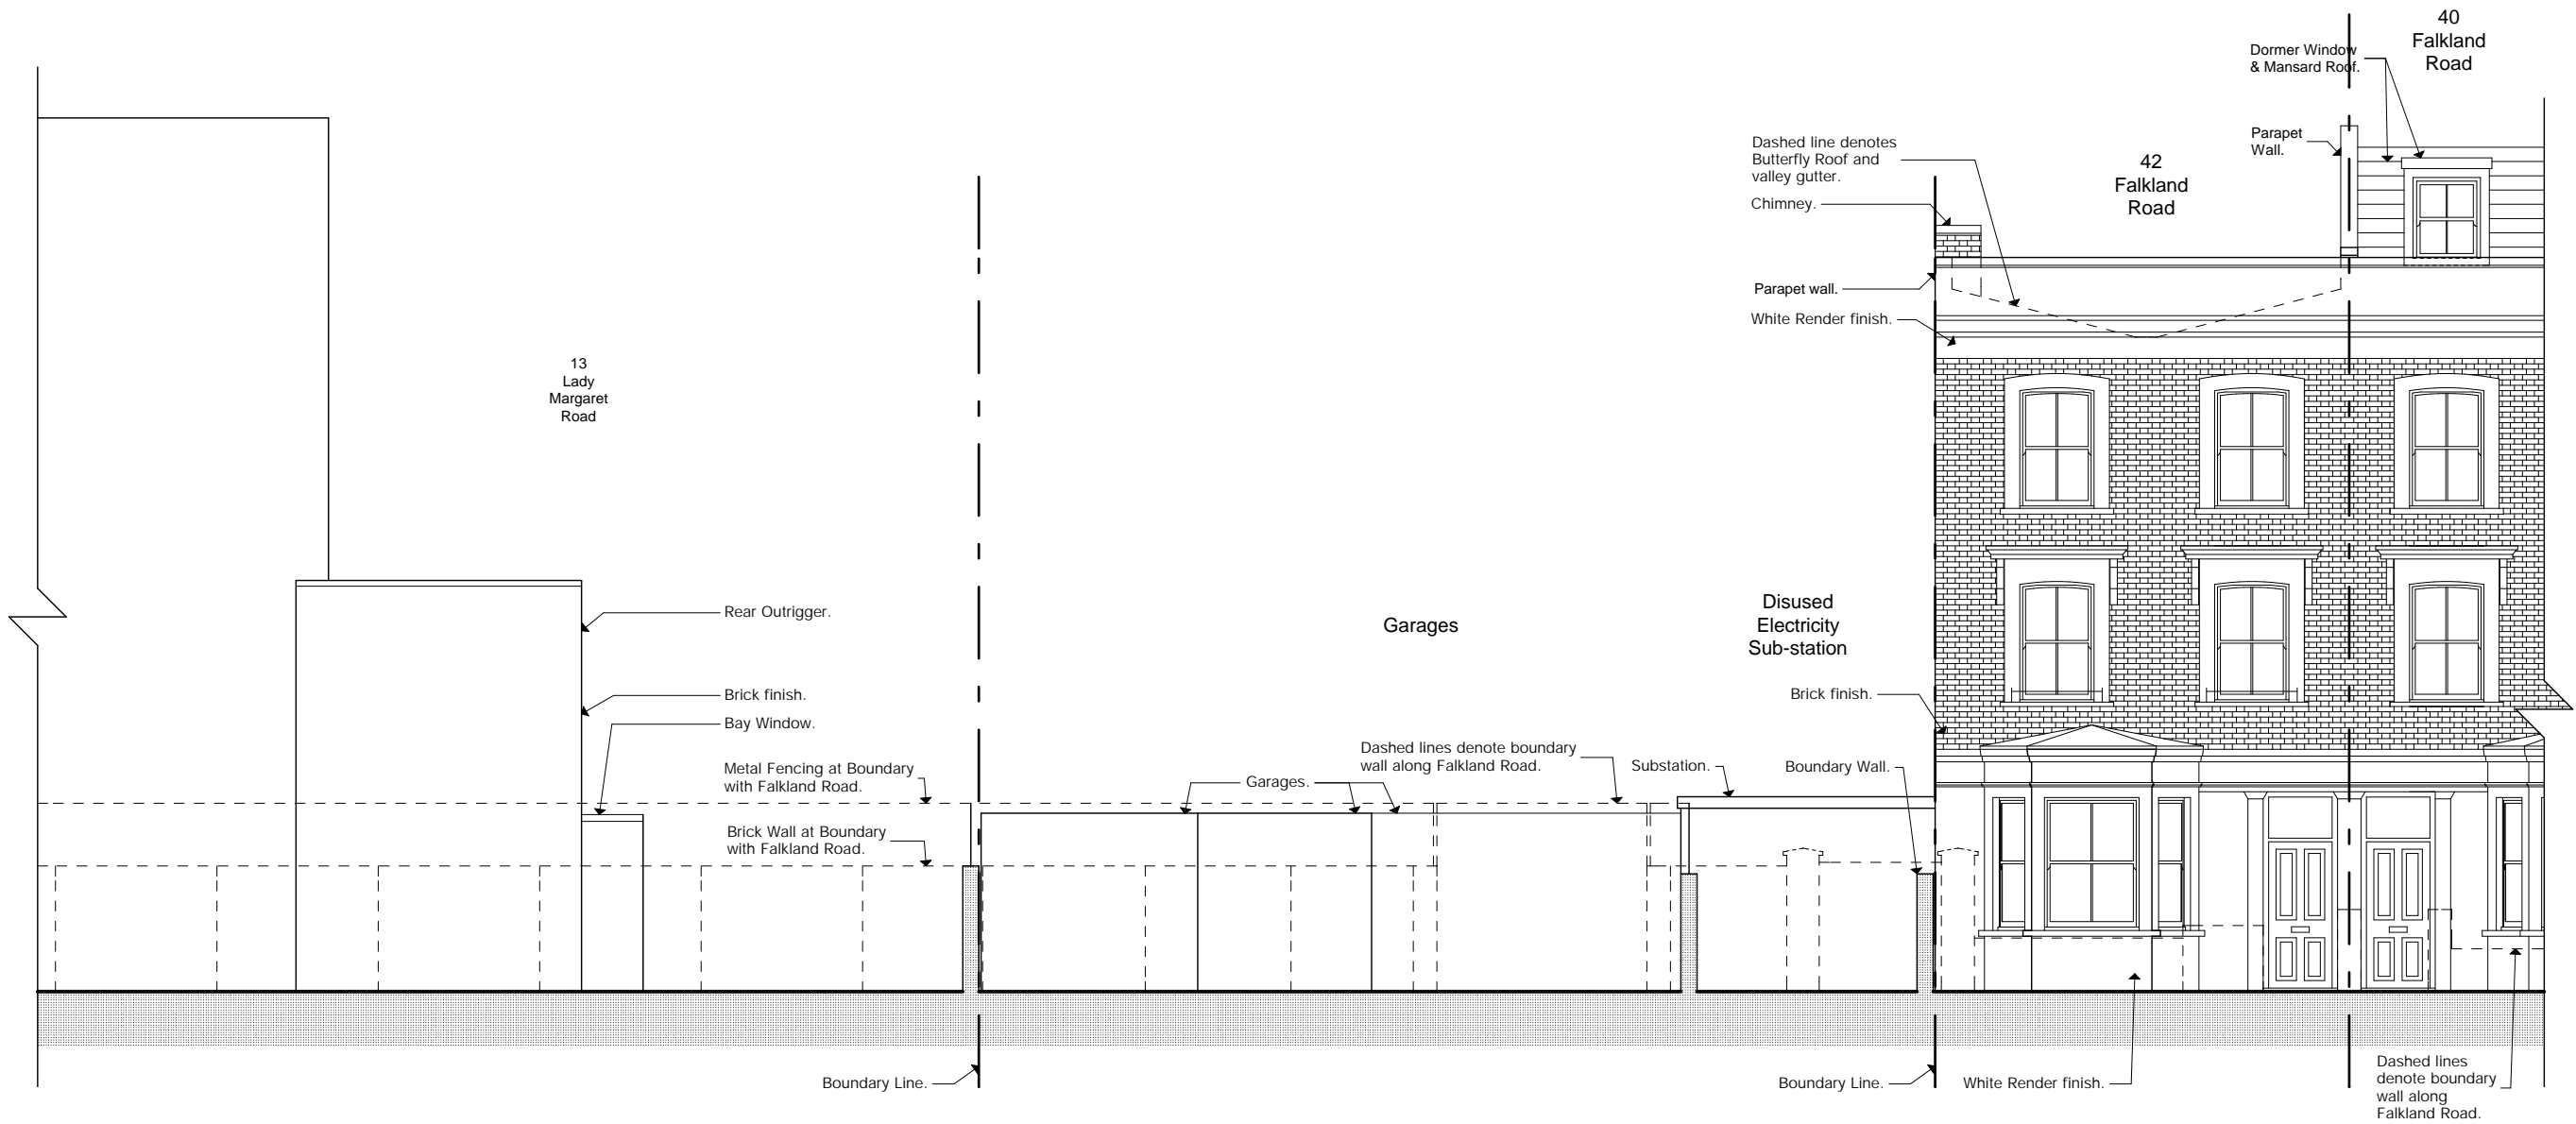 40
Falkland
Road
Dormer Window
& Mansard Roof.
Parapet
Wall.
Dashed line denotes
Butterfly Roof and
valley gutter.
42
Falkland
Road
Chimney.
Parapet wall.
White Render finish.
13
Lady
Margaret
Road
Rear Outrigger.
Garages
Disused
Electricity
Sub-station
Brick finish.
Brick finish.
Bay Window.
Metal Fencing at Boundary
with Falkland Road.
Dashed lines denote boundary
wall along Falkland Road.
Substation.
Boundary Wall.
Garages.
Brick Wall at Boundary
with Falkland Road.
Boundary Line.
Boundary Line.
White Render finish.
Dashed lines
denote boundary
wall along
Falkland Road.